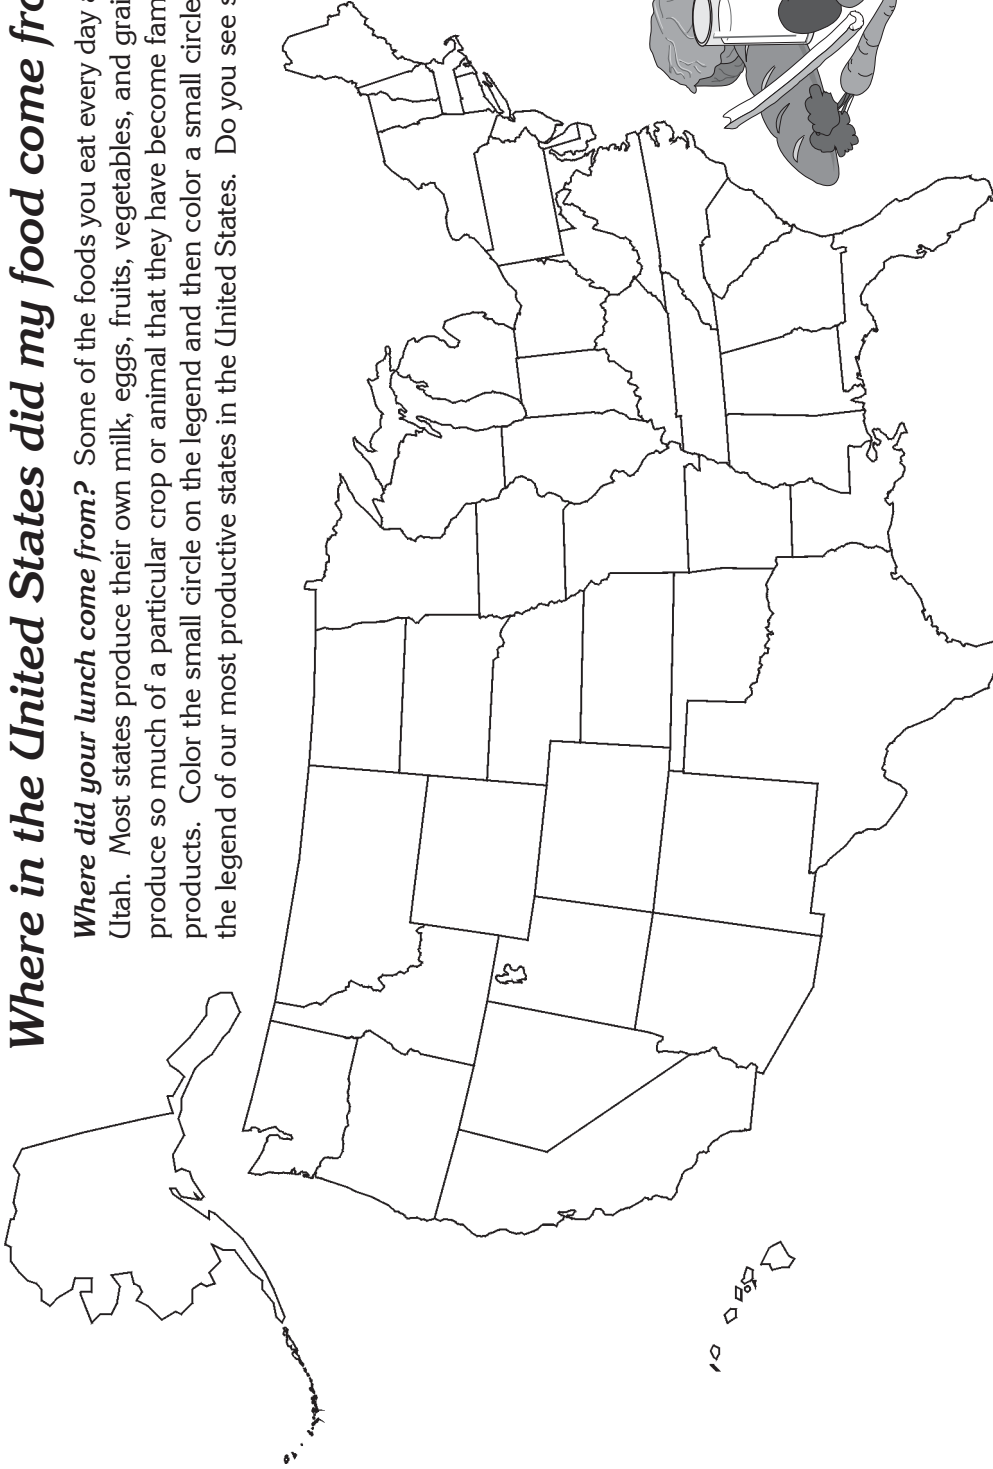 Where in the United States did my food come
Where did your lunch come from? Some of the foods you eat every day
Utah. Most states produce their own milk, eggs, fruits, vegetables, and
produce so much of a particular crop or animal that they have become
products. Color the small circle on the legend and then color a small circle
the legend of our most productive states in the United States. Do you see